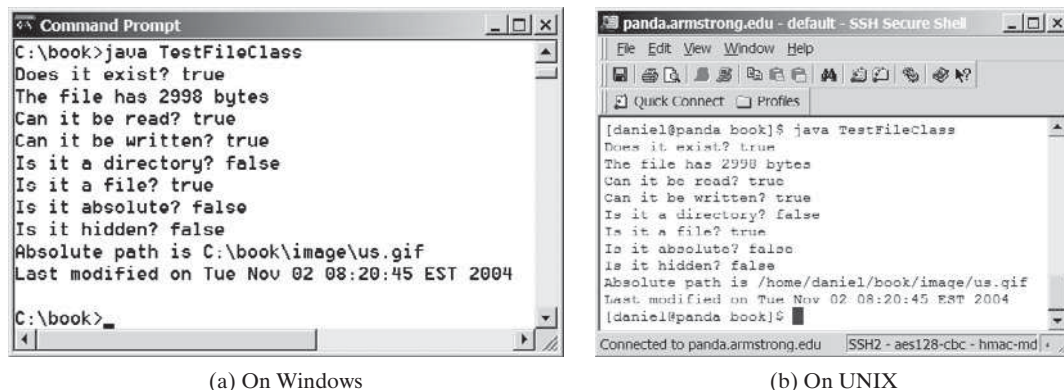 Command Prompt
C:\book>java TestFileClass
Does it exist? true
The file has 2998 bytes
Can it be read? true
Can it be written? true
Is it a directory? false
Is it a file? true
Is it absolute? false
Is it hidden? false
Absolute path is C:\book\image\us.gif
Last modified on Tue Nov 02 08:20:45 EST 2004
C:\book>_
(a) On Windows
panda.armstrong.edu - default - SSH Secure Shell
File Edit View Window Help
Quick Connect Profiles
[daniel@panda book]$ java TestFileClass
Does it exist? true
The file has 2998 bytes
Can it be read? true
Can it be written? true
Is it a directory? false
Is it a file? true
Is it absolute? false
Is it hidden? false
Absolute path is /home/daniel/book/image/us.gif
Last modified on Tue Nov 02 08:20:45 EST 2004
[daniel@panda book]$
Connected to panda.armstrong.edu SSH2 - aes128-cbc - hmac-md
(b) On UNIX